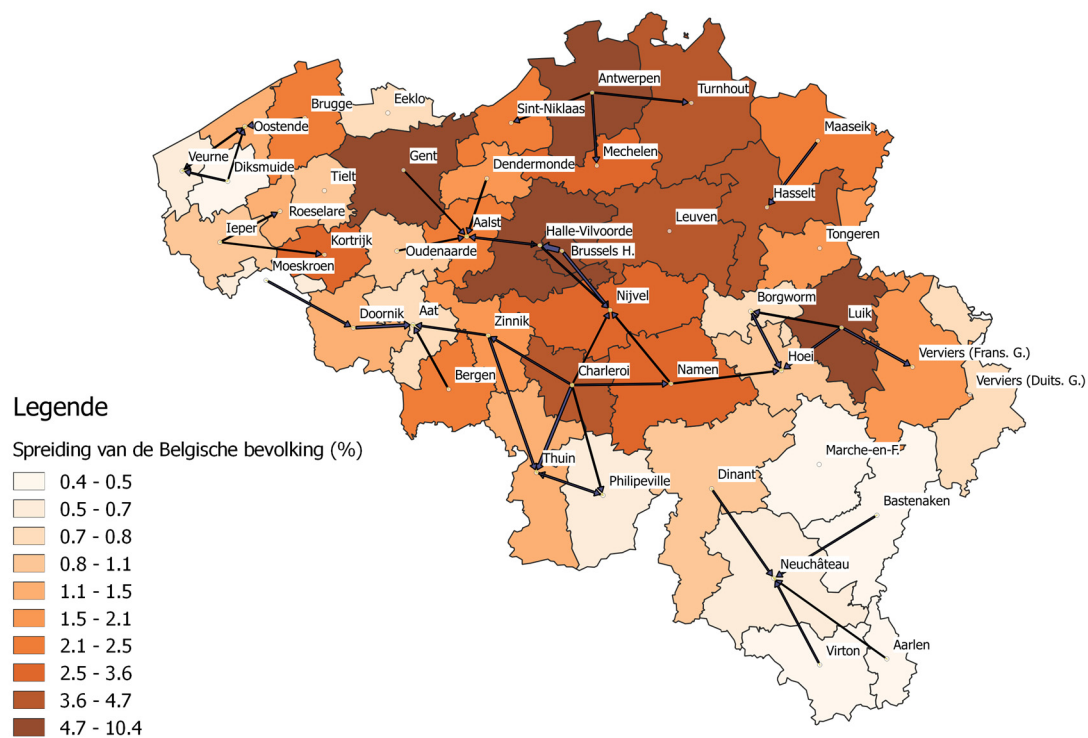 Antwerpen
Turnhout
Eeklo
Brugge
Sint-Niklaas
Oostende
Maaseik
Mechelen
Veurne
Gent
Dendermonde
Diksmuide
Tielt
Hasselt
Roeselare
Leuven
Aalst
Ieper
Halle-Vilvoorde
Kortrijk
Oudenaarde
Brussels H.
Tongeren
Moeskroen
Nijvel
Borgworm
Doornik
Aat
Zinnik
Luik
Verviers (Frans. G.)
Hoei
Charleroi
Namen
Bergen
Verviers (Duits. G.)
Legende
Spreiding van de Belgische bevolking (%)
0.4 - 0.5
0.5 - 0.7
0.7 - 0.8
0.8 - 1.1
1.1 - 1.5
1.5 - 2.1
2.1 - 2.5
2.5 - 3.6
3.6 - 4.7
4.7 - 10.4
Marche-en-F.
Thuin
Philipeville
Dinant
Bastenaken
Neuchâteau
Virton
Aarlen